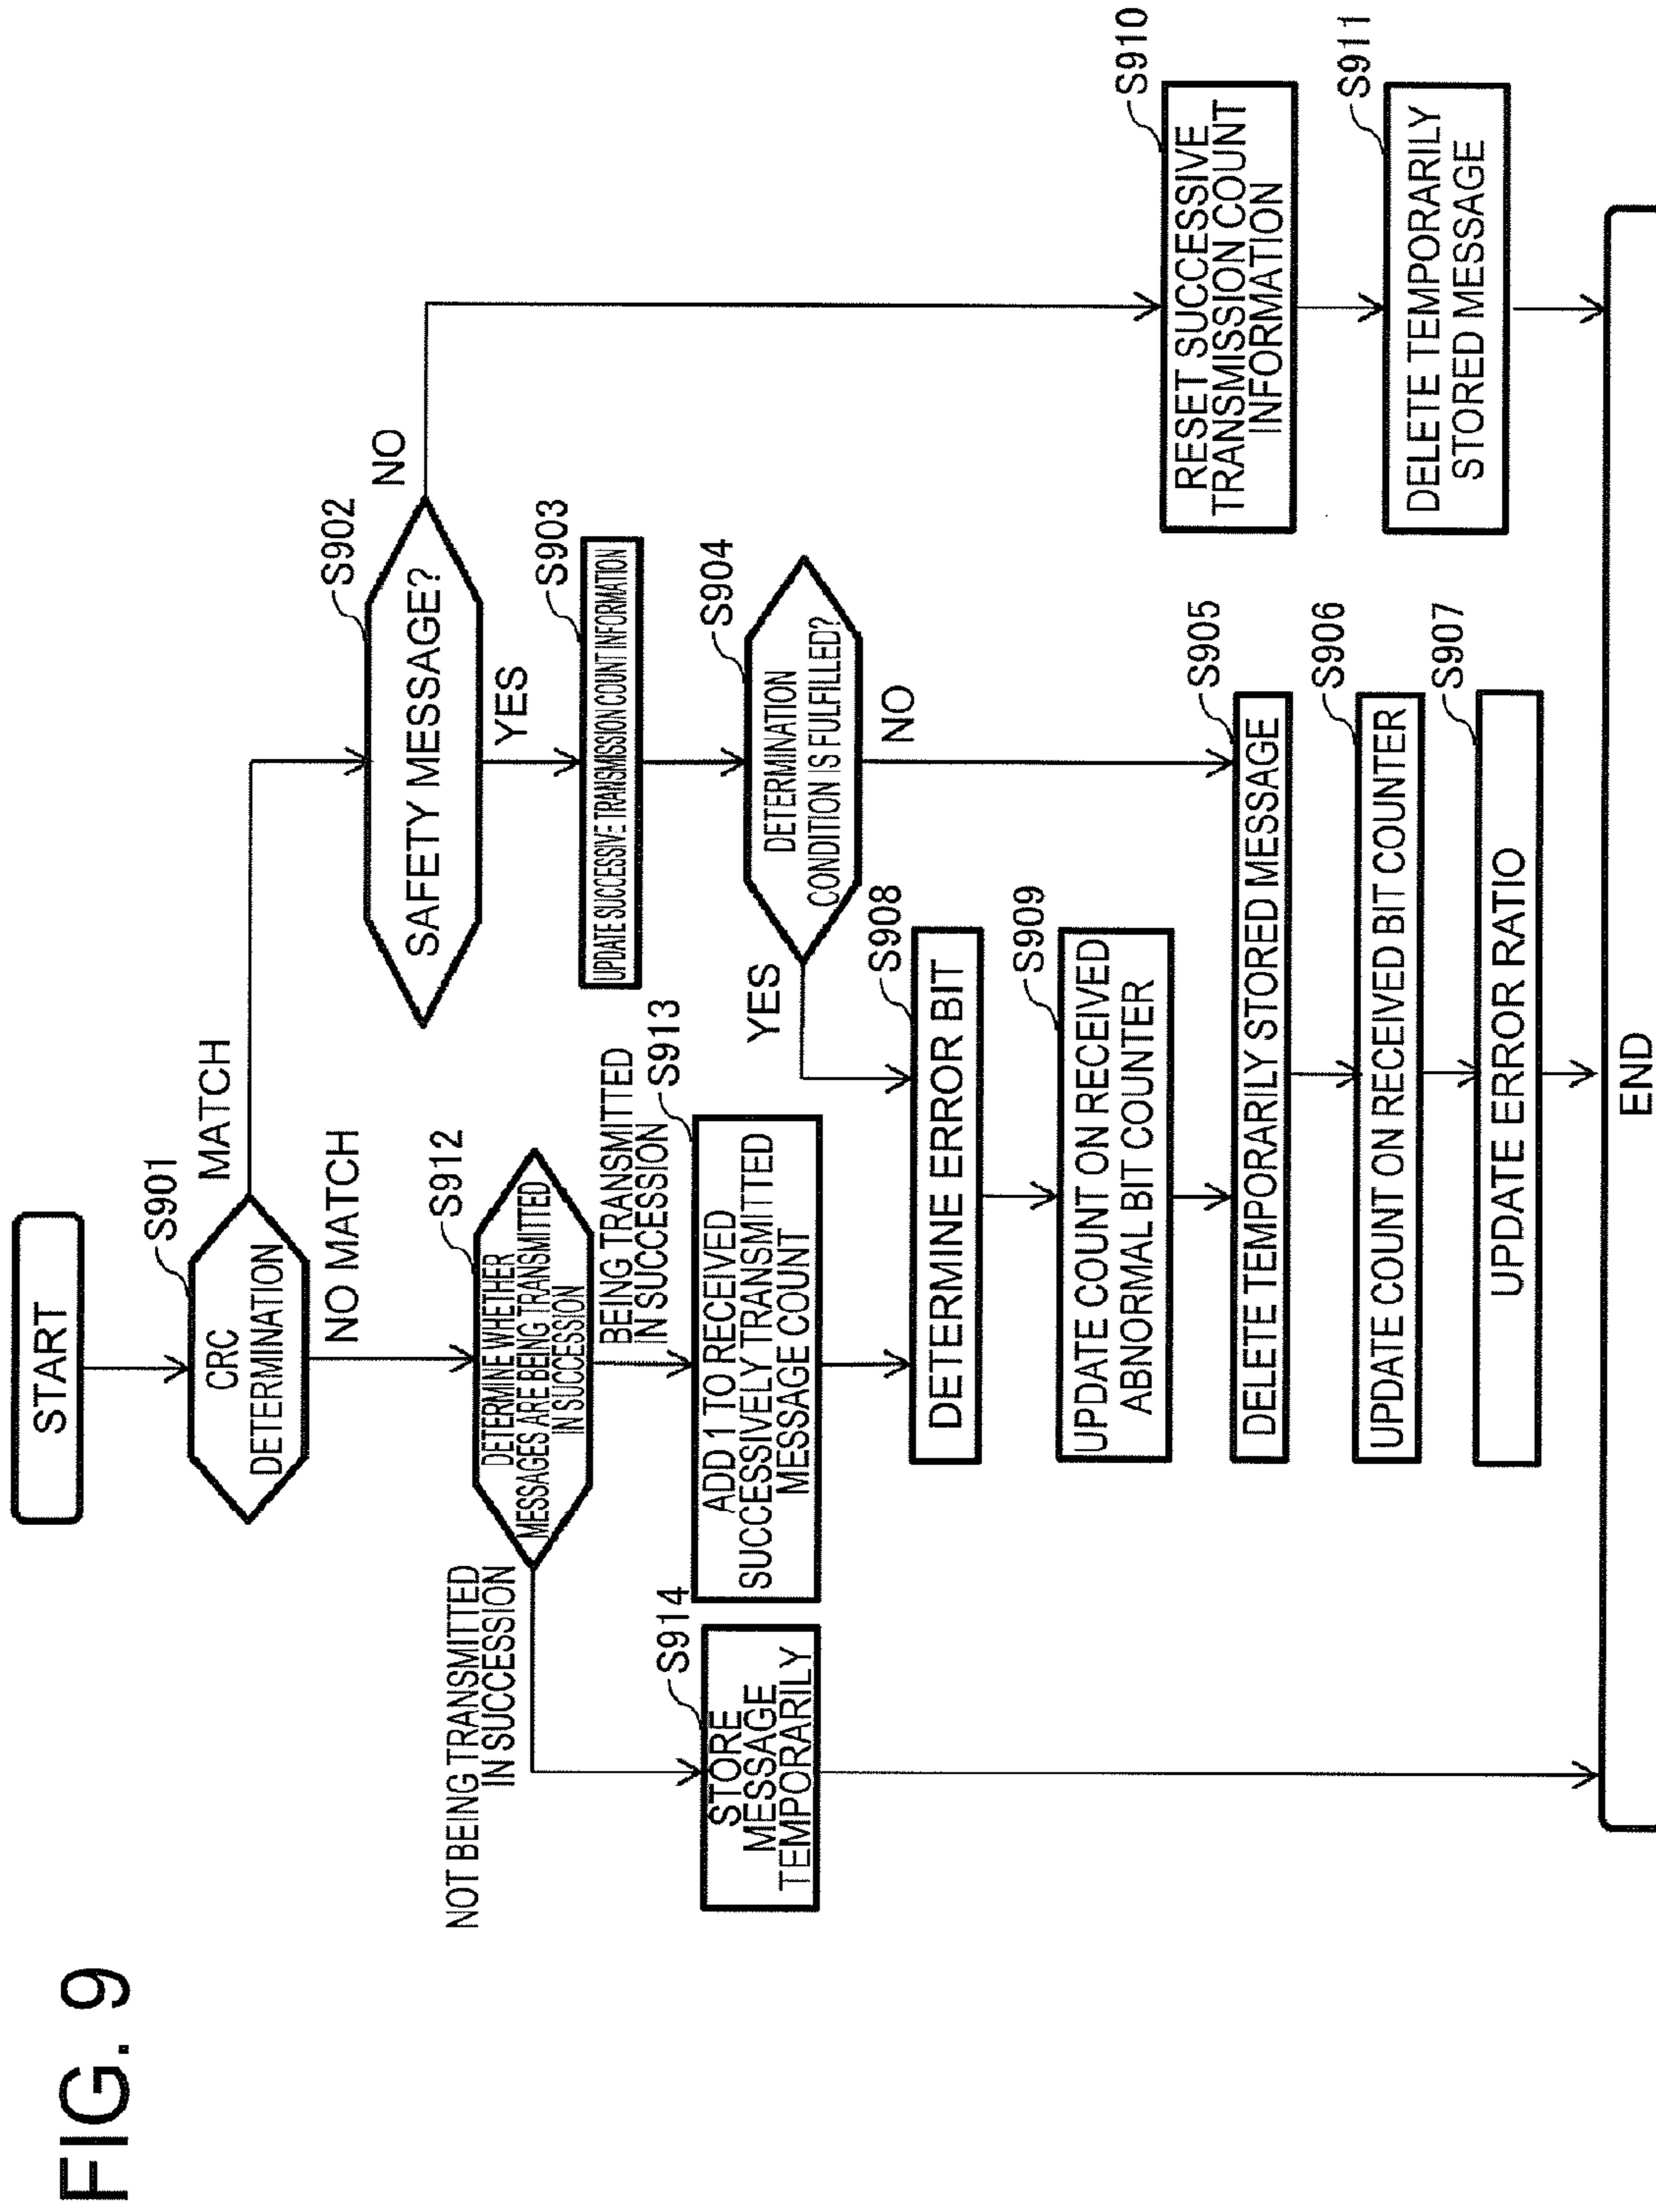 FIG. 9
START
S901
CRC
DETERMINATION
MATCH
NO MATCH
S902
SAFETY MESSAGE?
NO
YES
S903
UPDATE SUCCESSIVE TRANSMISSION COUNT INFORMATION
S904
DETERMINATION
CONDITION IS FULFILLED?
YES
NO
S912
DETERMINE WHETHER
MESSAGES ARE BEING TRANSMITTED
IN SUCCESSION
NOT BEING TRANSMITTED
IN SUCCESSION
BEING TRANSMITTED
IN SUCCESSION
S913
ADD 1 TO RECEIVED
SUCCESSIVELY TRANSMITTED
MESSAGE COUNT
S914
STORE
MESSAGE
TEMPORARILY
S908
DETERMINE ERROR BIT
S909
UPDATE COUNT ON RECEIVED
ABNORMAL BIT COUNTER
S905
DELETE TEMPORARILY STORED MESSAGE
S906
UPDATE COUNT ON RECEIVED BIT COUNTER
S907
UPDATE ERROR RATIO
S910
RESET SUCCESSIVE
TRANSMISSION COUNT
INFORMATION
S911
DELETE TEMPORARILY
STORED MESSAGE
END